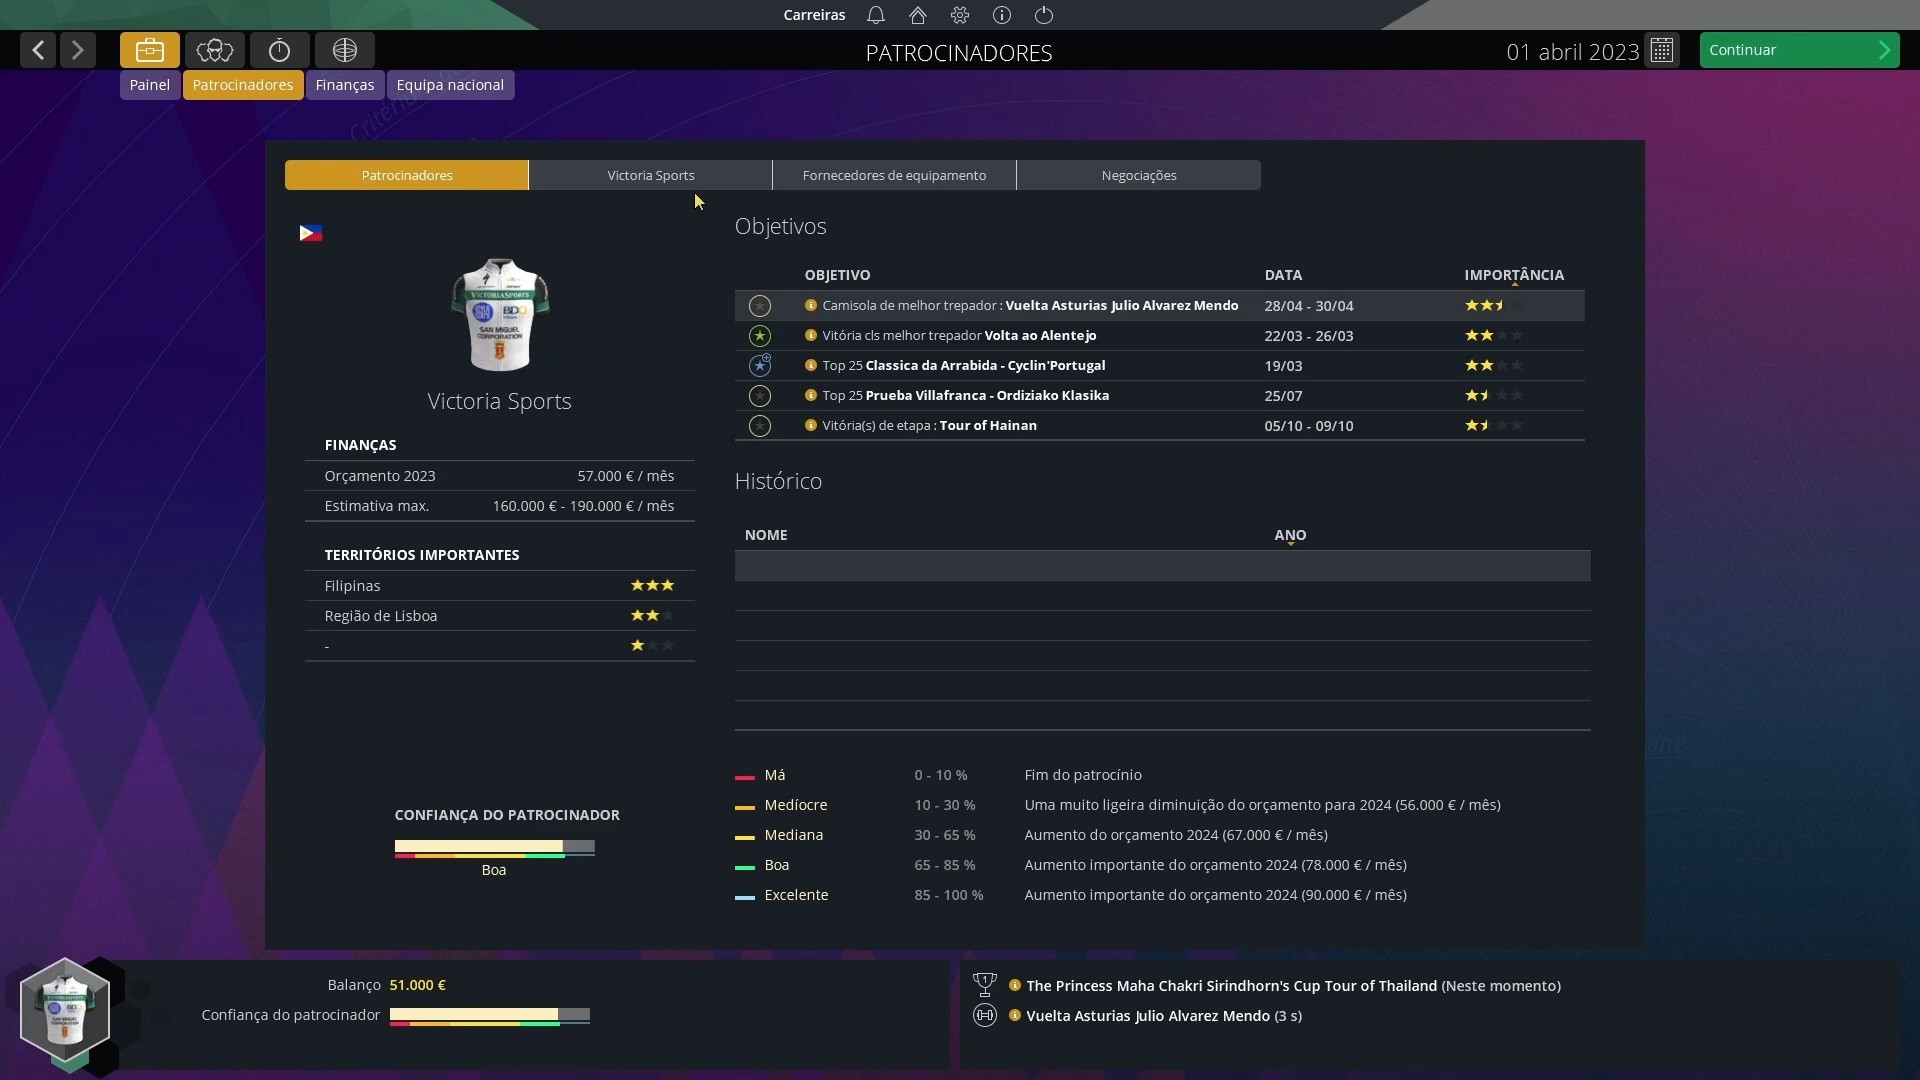 Carreiras
PATROCINADORES
01 abril 2023
Continuar
Painel
Patrocinadores
Finanças
Equipa nacional
Patrocinadores
Victoria Sports
Fornecedores de equipamento
Negociações
VICTORIASPORTS
BDO
SAN MIGUEL
CORPORATION
Victoria Sports
FINANÇAS
Orçamento 2023 57.000 € / mês
Estimativa max. 160.000 € - 190.000 € / mês
TERRITÓRIOS IMPORTANTES
Filipinas
Região de Lisboa
-
CONFIANÇA DO PATROCINADOR
Boa
Objetivos
OBJETIVO DATA IMPORTÂNCIA
Camisola de melhor trepador : Vuelta Asturias Julio Alvarez Mendo 28/04 - 30/04
Vitória cls melhor trepador Volta ao Alentejo 22/03 - 26/03
Top 25 Classica da Arrabida - Cyclin'Portugal 19/03
Top 25 Prueba Villafranca - Ordiziako Klasika 25/07
Vitória(s) de etapa : Tour of Hainan 05/10 - 09/10
Histórico
NOME ANO
Má 0 - 10 % Fim do patrocínio
Medíocre 10 - 30 % Uma muito ligeira diminuição do orçamento para 2024 (56.000 € / mês)
Mediana 30 - 65 % Aumento do orçamento 2024 (67.000 € / mês)
Boa 65 - 85 % Aumento importante do orçamento 2024 (78.000 € / mês)
Excelente 85 - 100 % Aumento importante do orçamento 2024 (90.000 € / mês)
Balanço 51.000 €
Confiança do patrocinador
The Princess Maha Chakri Sirindhorn's Cup Tour of Thailand (Neste momento)
Vuelta Asturias Julio Alvarez Mendo (3 s)